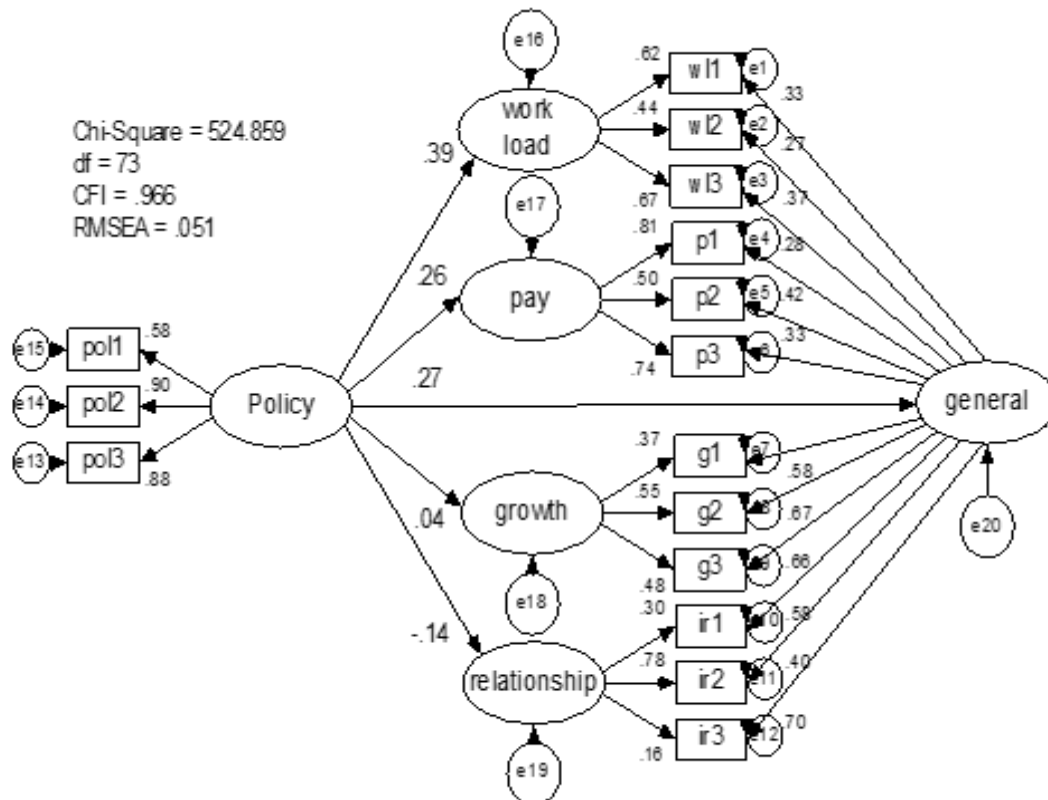 e16
.62
wl1
e1
.33
work
load
.44
wl2
e2
.27
Chi-Square = 524.859
df = 73
CFI = .966
RMSEA = .051
.39
wl3
e3
.37
.67
e17
.81
p1
e4
.28
.26
pay
.50
p2
e5
.42
.33
p3
.74
e15
pol1
.58
.27
e14
pol2
.90
Policy
general
e13
pol3
.88
.37
g1
e7
.58
.55
.04
growth
g2
.67
e20
g3
.66
.48
e18
.30
ir1
.58
-.14
.78
relationship
ir2
.40
.70
ir3
.16
e19